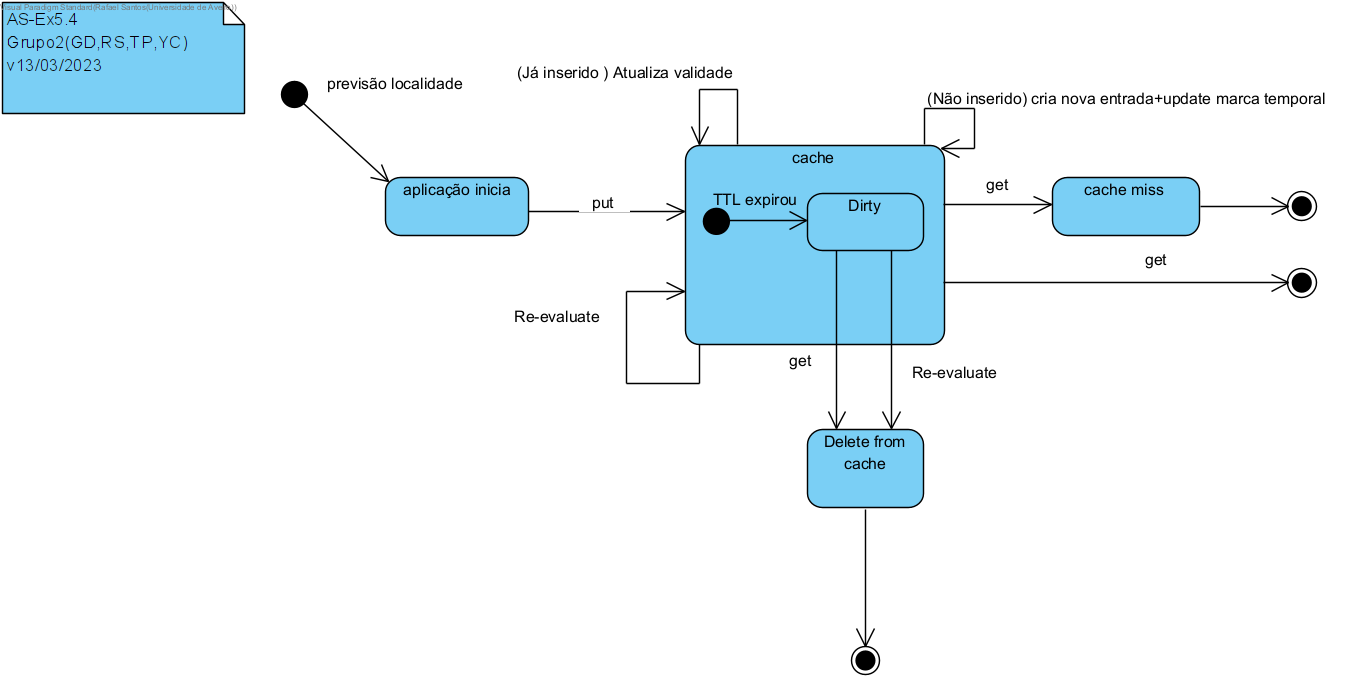 Visual Paradigm Standard(Rafael Santos(Universidade de Aveiro))
AS-Ex5.4
Grupo2(GD,RS,TP,YC)
v13/03/2023
previsão localidade
(Já inserido ) Atualiza validade
(Não inserido) cria nova entrada+update marca temporal
cache
aplicação inicia
put
TTL expirou
Dirty
get
cache miss
get
Re-evaluate
get
Re-evaluate
Delete from
cache